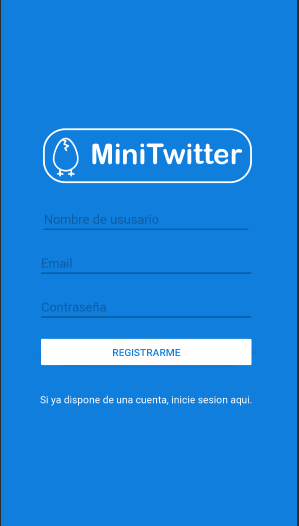 MiniTwitter
Nombre de ususario
Email
Contraseña
REGISTRARME
Si ya dispone de una cuenta, inicie sesion aqui.